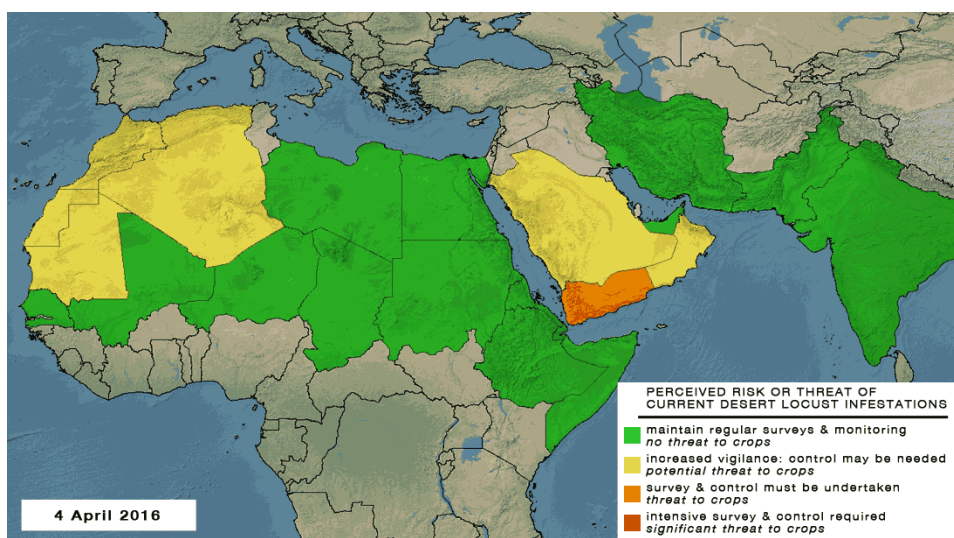 PERCEIVED RISK OR THREAT OF
CURRENT DESERT LOCUST INFESTATIONS
maintain regular surveys & monitoring
no threat to crops
increased vigilance: control may be needed
potential threat to crops
survey & control must be undertaken
threat to crops
intensive survey & control required
significant threat to crops
4 April 2016